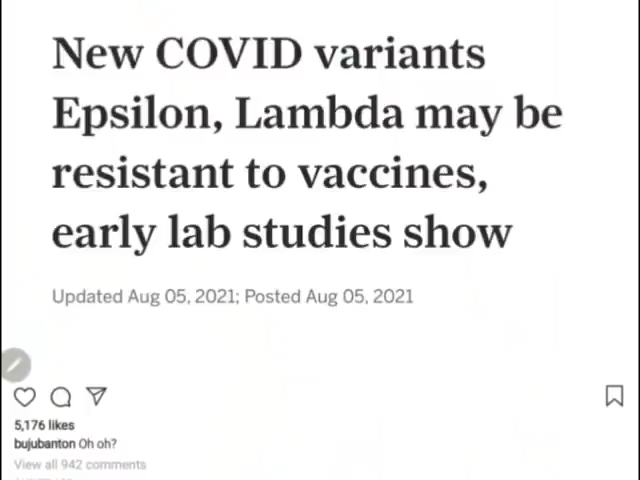 New COVID variants
Epsilon, Lambda may be
resistant to vaccines,
early lab studies show
Updated Aug 05, 2021; Posted Aug 05, 2021
5,176 likes
bujubanton Oh oh?
View all 942 comments